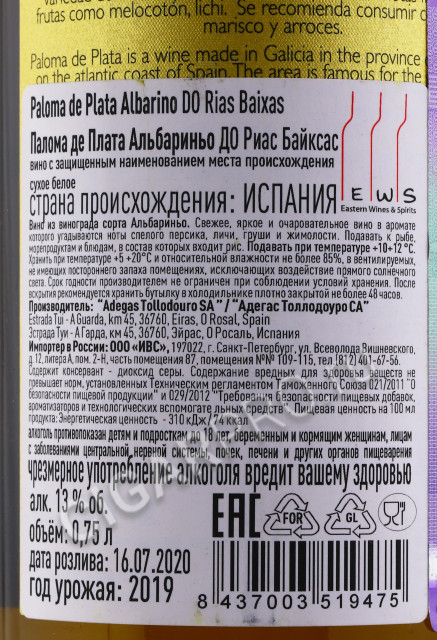 frutas como melocotón, lichi. Se recomienda consumir
marisco y arroces.
Paloma de Plata is a wine made in Galicia in the province
on the atlantic coast of Spain. The area is famous for the
Paloma de Plata Albarino DO Rias Baixas
Палома де Плата Альбариньо ДО Риас Байксас
вино с защищенным наименованием места происхождения
сухое белое
страна происхождения: ИСПАНИЯ
E W S
Eastern Wines & Spirits
Вино из винограда сорта Альбариньо. Свежее, яркое и очаровательное вино в аромате
которого угадываются ноты спелого персика, личи, груши и жимолости. Подавать к рыбе,
морепродуктам и блюдам, в состав которых входит рис. Подавать при температуре +10+12 °C.
Хранить при температуре +5 +20°C и относительной влажности не более 85%, в вентилируемых,
не имеющих постороннего запаха помещениях, исключающих воздействие прямого солнечного
света. Срок годности производителем не ограничен при соблюдении условий хранения. После
вскрытия рекомендуется хранить бутылку в холодильнике плотно закрытой не более 48 часов.
Производитель: "Adegas Tollodouro SA" / "Адегас Толлодоуро СА"
Estrada Tui - A Guarda, km 45, 36760, Eiras, O Rosal, Spain
Эстрада Туи - А Гарда, км 45, 36760, Эйрас, О Росаль, Испания
Импортер в России: ООО «ИВС», 197022, г. Санкт-Петербург, ул. Всеволода Вишневского,
д.12, литера А, пом. 2-Н, часть помещения 87, помещения №№ 109-115, тел (812) 401-67-56.
Содержит консервант - диоксид серы. Содержание вредных для здоровья веществ не
превышает норм, установленных Техническим регламентом Таможенного Союза 021/2011 "О
безопасности пищевой продукции" и 029/2012 "Требования безопасности пищевых добавок,
ароматизаторов и технологических вспомогательных средств". Пищевая ценность на 100 мл
продукта: Энергетическая ценность - 310 кДж / 74 ккал
алкоголь противопоказан детям и подросткам до 18 лет, беременным и кормящим женщинам, лицам
с заболеваниями центральной нервной системы, почек, печени и других органов пищеварения
чрезмерное употребление алкоголя вредит вашему здоровью
алк. 13 % об.
объём: 0,75 л
дата розлива: 16.07.2020
год урожая: 2019
EAC
FOR
GL
8 437003 519475